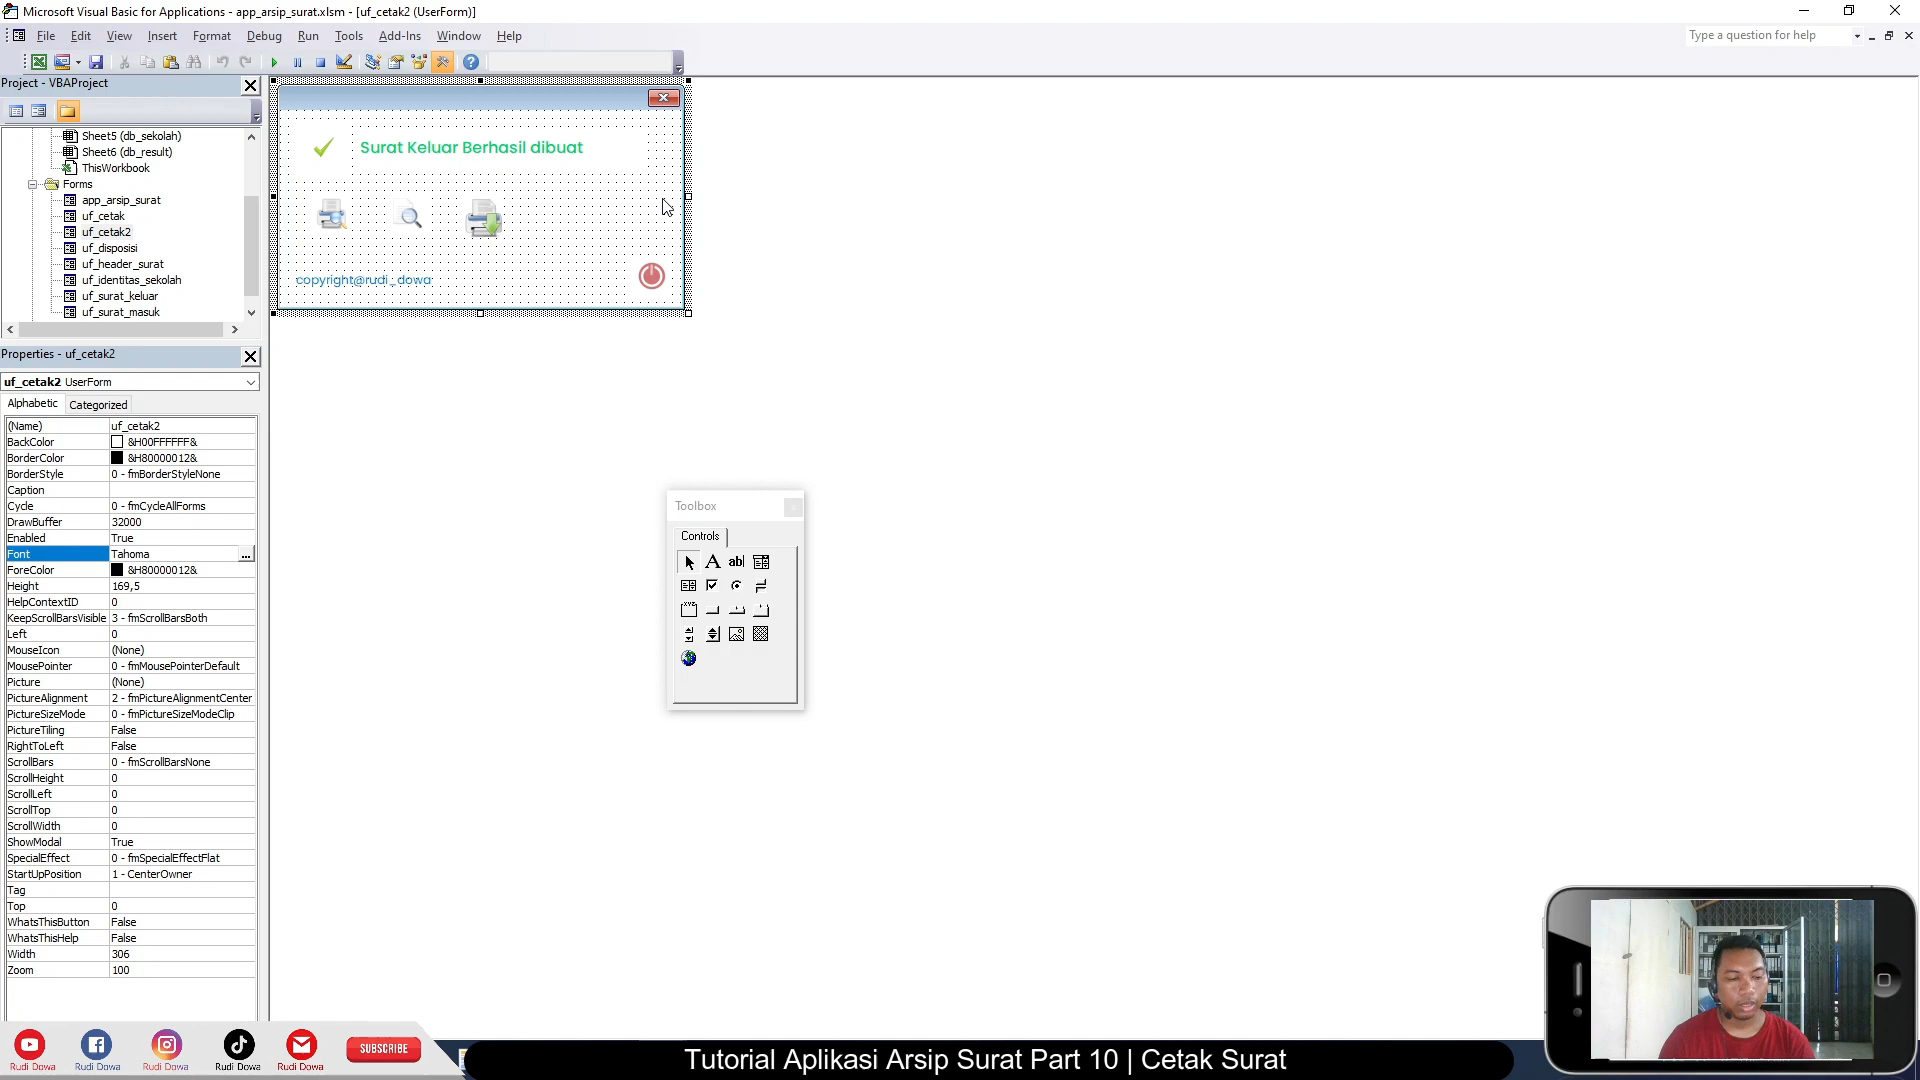 Microsoft Visual Basic for Applications - app_arsip_surat.xlsm - [uf_cetak2 (UserForm)]
File Edit View Insert Format Debug Run Tools Add-Ins Window Help
Type a question for help
Project - VBAProject
Sheet5 (db_sekolah)
Sheet6 (db_result)
ThisWorkbook
Forms
app_arsip_surat
uf_cetak
uf_cetak2
uf_disposisi
uf_header_surat
uf_identitas_sekolah
uf_surat_keluar
uf_surat_masuk
Surat Keluar Berhasil dibuat
copyright@rudi_dowa
Properties - uf_cetak2
uf_cetak2 UserForm
Alphabetic Categorized
(Name) uf_cetak2
BackColor &H00FFFFFF&
BorderColor &H80000012&
BorderStyle 0 - fmBorderStyleNone
Caption
Cycle 0 - fmCycleAllForms
DrawBuffer 32000
Enabled True
Font Tahoma ...
ForeColor &H80000012&
Height 169,5
HelpContextID 0
KeepScrollBarsVisible 3 - fmScrollBarsBoth
Left 0
MouseIcon (None)
MousePointer 0 - fmMousePointerDefault
Picture (None)
PictureAlignment 2 - fmPictureAlignmentCenter
PictureSizeMode 0 - fmPictureSizeModeClip
PictureTiling False
RightToLeft False
ScrollBars 0 - fmScrollBarsNone
ScrollHeight 0
ScrollLeft 0
ScrollTop 0
ScrollWidth 0
ShowModal True
SpecialEffect 0 - fmSpecialEffectFlat
StartUpPosition 1 - CenterOwner
Tag
Top 0
WhatsThisButton False
WhatsThisHelp False
Width 306
Zoom 100
Toolbox
Controls
A ab|
XYZ
Rudi Dowa Rudi Dowa Rudi Dowa Rudi Dowa Rudi Dowa
SUBSCRIBE
Tutorial Aplikasi Arsip Surat Part 10 | Cetak Surat